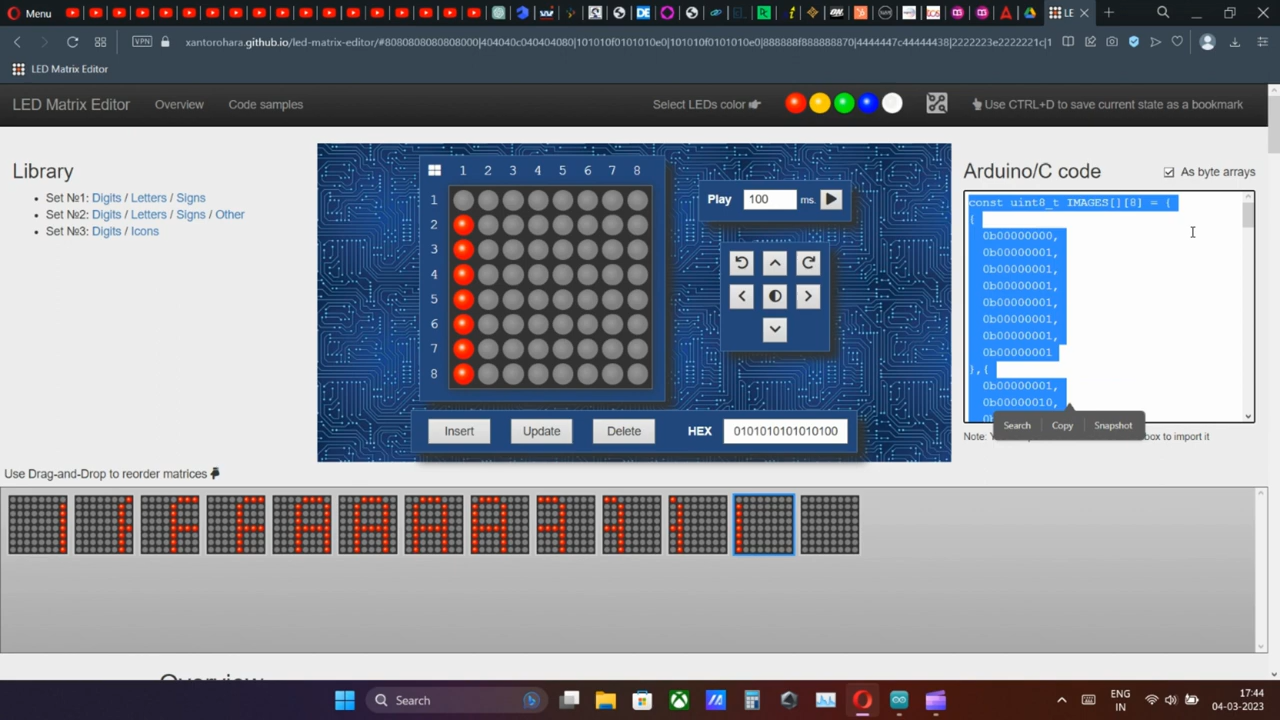 Menu
LE
VPN
xantorohara.github.io/led-matrix-editor/#8080808080808000|404040c040404080|101010f0101010e0|101010f0101010e0|888888f888888870|4444447c44444438|2222223e2222221c|1
LED Matrix Editor
LED Matrix Editor
Overview
Code samples
Select LEDs color
Use CTRL+D to save current state as a bookmark
Library
Set №1: Digits / Letters / Signs
Set №2: Digits / Letters / Signs / Other
Set №3: Digits / Icons
1 2 3 4 5 6 7 8
1
2
3
4
5
6
7
8
Play 100 ms.
Insert
Update
Delete
HEX 0101010101010100
Arduino/C code
As byte arrays
const uint8_t IMAGES[][8] = {
{
0b00000000,
0b00000001,
0b00000001,
0b00000001,
0b00000001,
0b00000001,
0b00000001,
0b00000001
},{
0b00000001,
0b00000010,
Search
Copy
Snapshot
Note: Y
box to import it
Use Drag-and-Drop to reorder matrices
Overview
Search
ENG
IN
17:44
04-03-2023